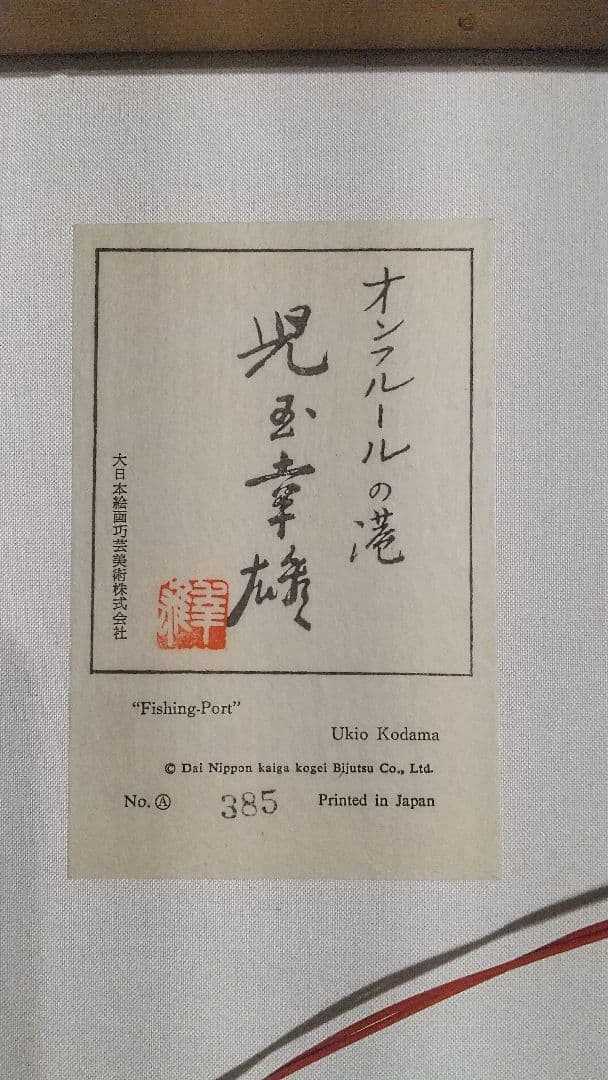 オンフルールの港
児玉幸雄
幸雄
大日本絵画巧芸美術株式会社
“Fishing-Port”
Ukio Kodama
© Dai Nippon kaiga kogei Bijutsu Co., Ltd.
No. Ⓐ 385 Printed in Japan